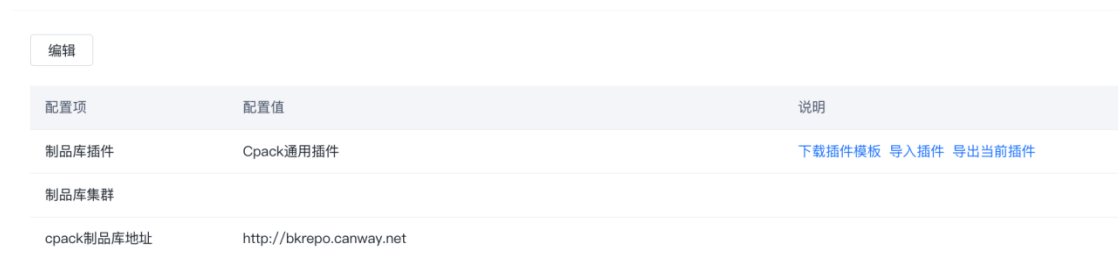 编辑
配置项 配置值 说明
制品库插件 Cpack通用插件 下载插件模板 导入插件 导出当前插件
制品库集群
cpack制品库地址 http://bkrepo.canway.net